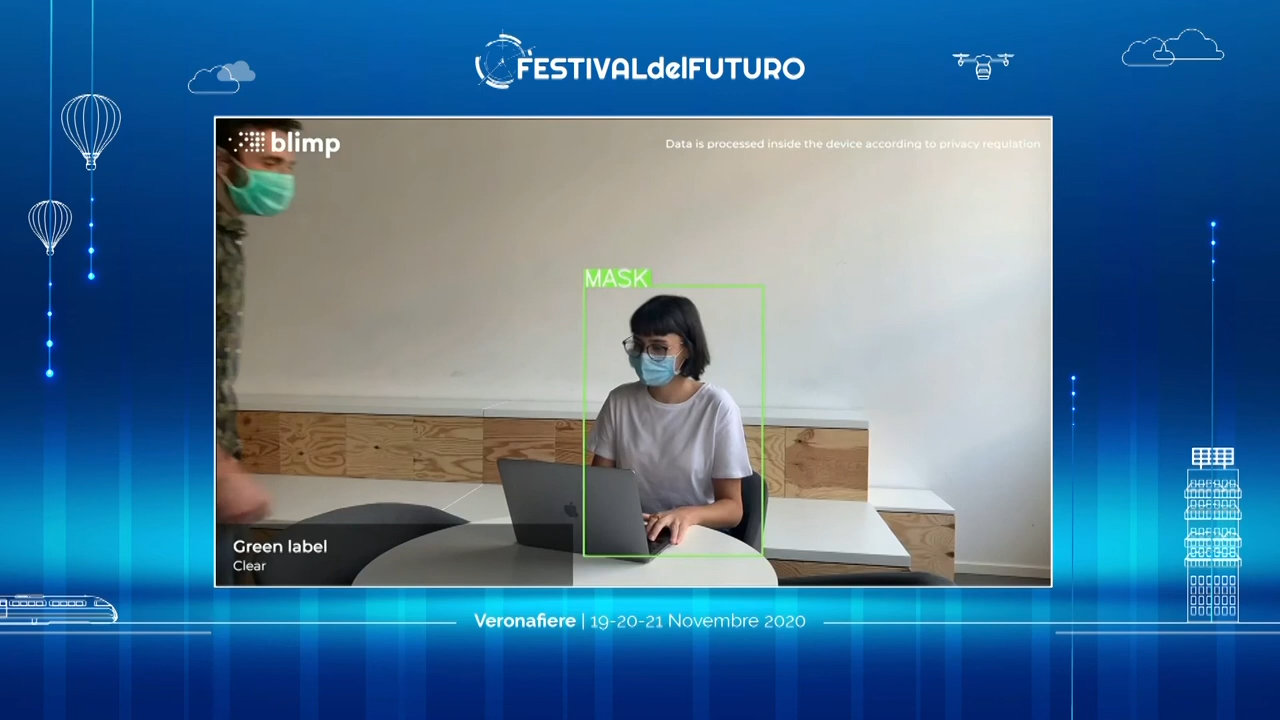 FESTIVALdelFUTURO
blimp
Data is processed inside the device according to privacy regulation
MASK
Green label
Clear
Veronafiere | 19-20-21 Novembre 2020